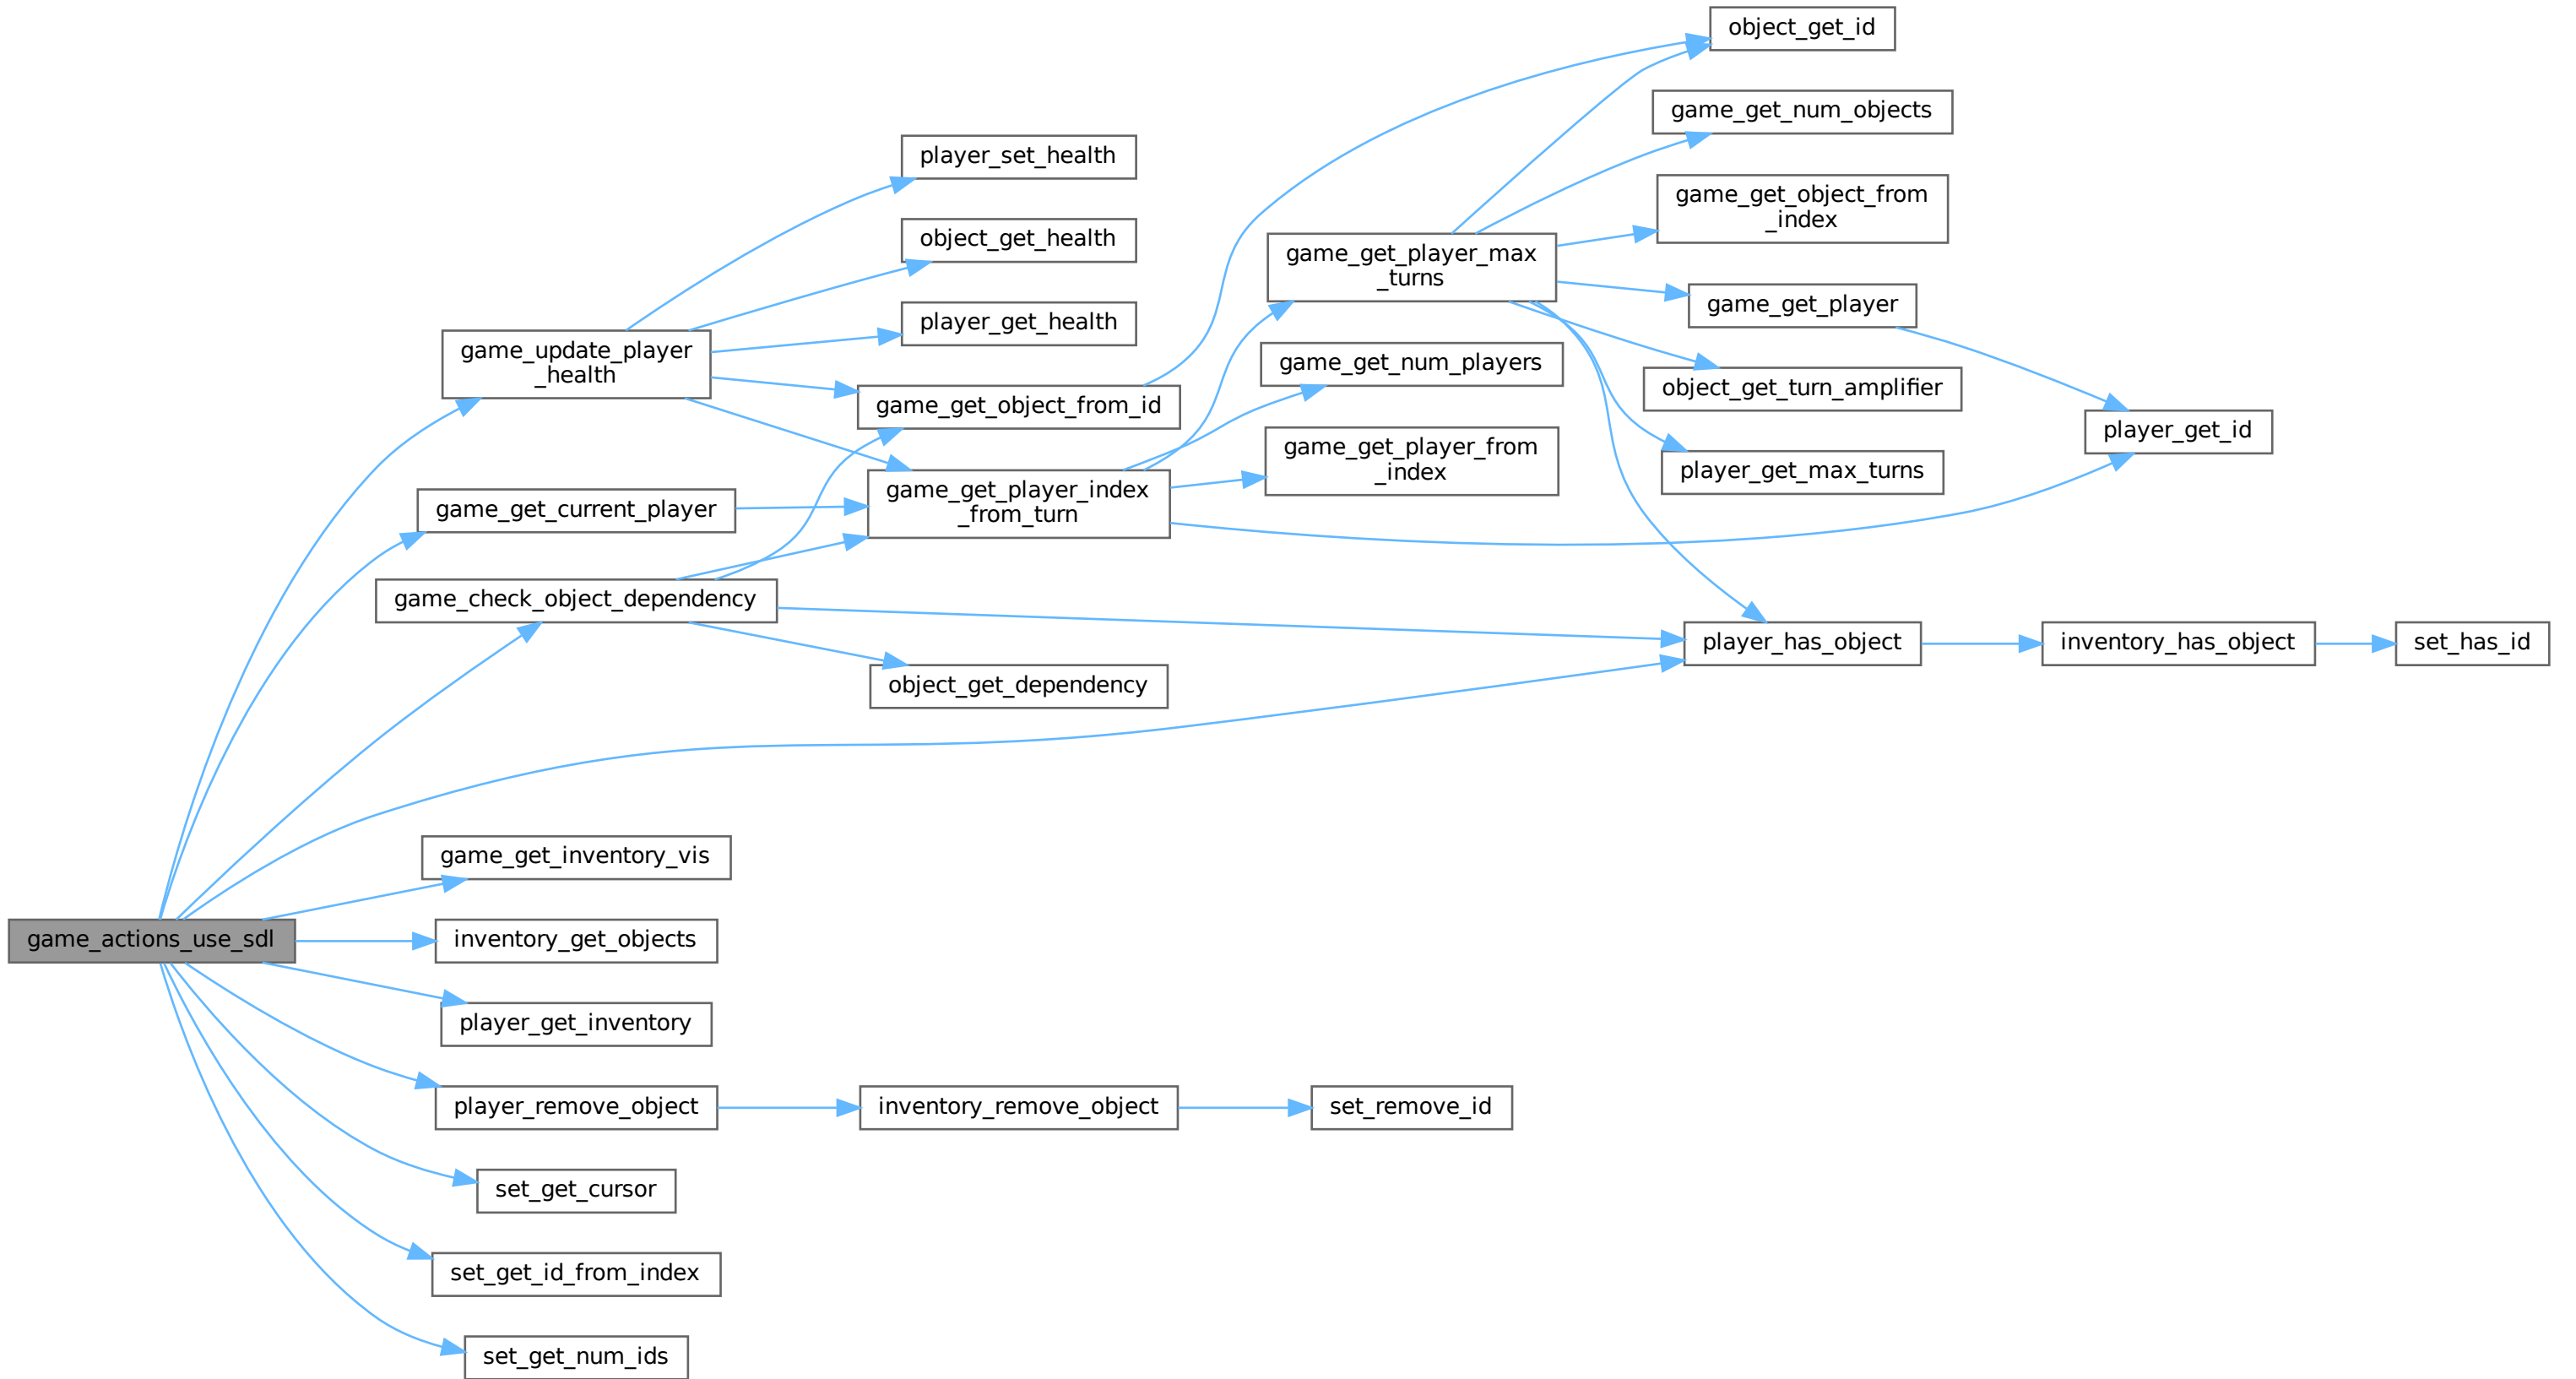 object_get_id
game_get_num_objects
player_set_health
game_get_object_from
_index
object_get_health
game_get_player_max
_turns
game_get_player
player_get_health
game_update_player
_health
game_get_num_players
object_get_turn_amplifier
game_get_object_from_id
player_get_id
game_get_player_from
_index
player_get_max_turns
game_get_current_player
game_get_player_index
_from_turn
game_check_object_dependency
player_has_object
inventory_has_object
set_has_id
object_get_dependency
game_get_inventory_vis
game_actions_use_sdl
inventory_get_objects
player_get_inventory
player_remove_object
inventory_remove_object
set_remove_id
set_get_cursor
set_get_id_from_index
set_get_num_ids